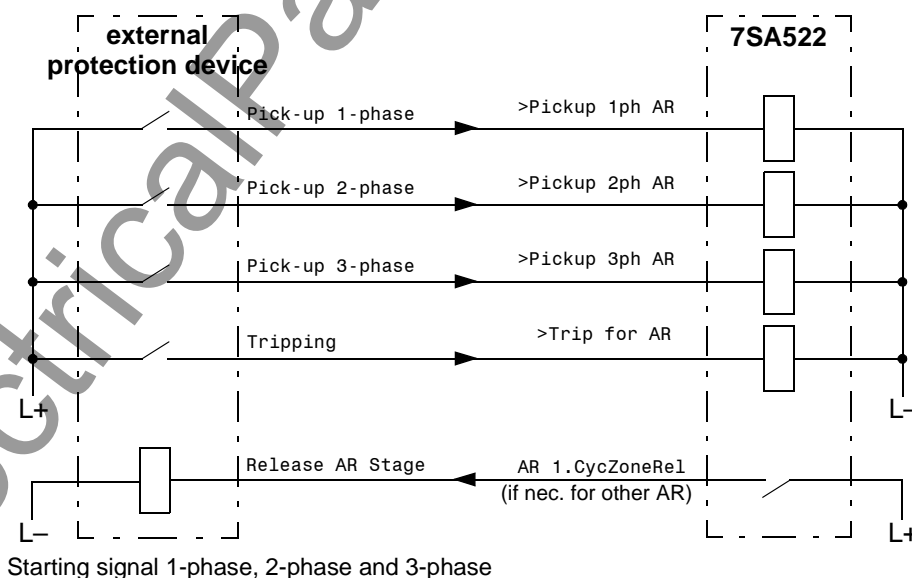 external
protection device
7SA522
Pick-up 1-phase
>Pickup 1ph AR
Pick-up 2-phase
>Pickup 2ph AR
Pick-up 3-phase
>Pickup 3ph AR
Tripping
>Trip for AR
L+
L–
Release AR Stage
AR 1.CycZoneRel
(if nec. for other AR)
L–
L+
Starting signal 1-phase, 2-phase and 3-phase